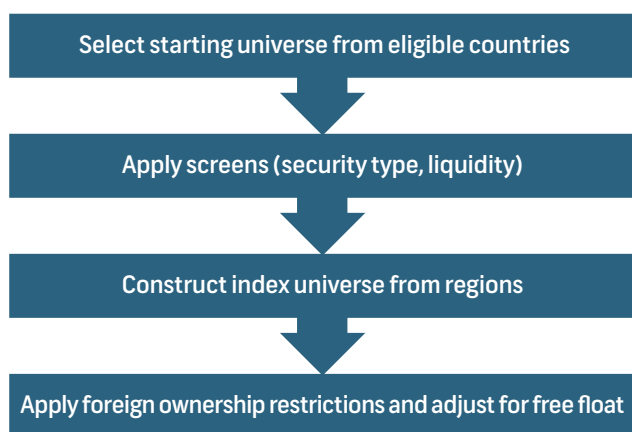 Select starting universe from eligible countries
Apply screens (security type, liquidity)
Construct index universe from regions
Apply foreign ownership restrictions and adjust for free float